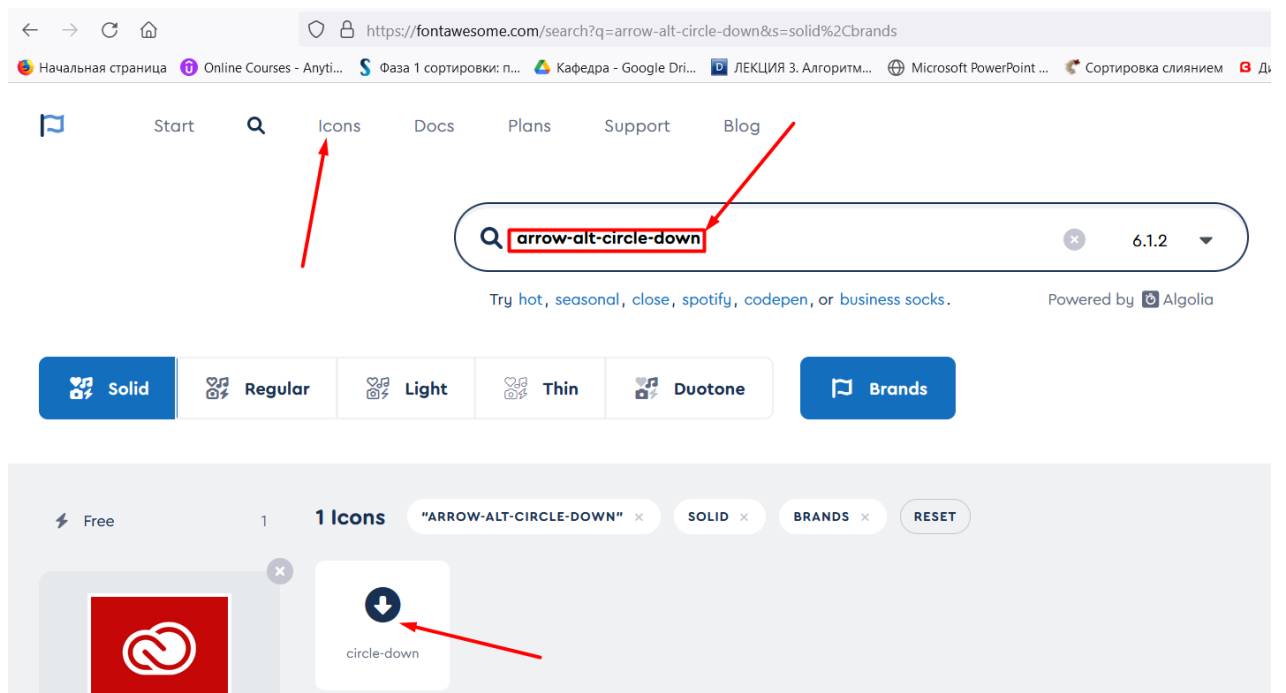 https://fontawesome.com/search?q=arrow-alt-circle-down&s=solid%2Cbrands
Начальная страница Online Courses - Anyti... Фаза 1 сортировки: п... Кафедра - Google Dri... ЛЕКЦИЯ 3. Алгоритм... Microsoft PowerPoint ... Сортировка слиянием Ди
Start Icons Docs Plans Support Blog
arrow-alt-circle-down 6.1.2
Try hot, seasonal, close, spotify, codepen, or business socks. Powered by Algolia
Solid Regular Light Thin Duotone Brands
Free 1 1 Icons "ARROW-ALT-CIRCLE-DOWN" × SOLID × BRANDS × RESET
circle-down